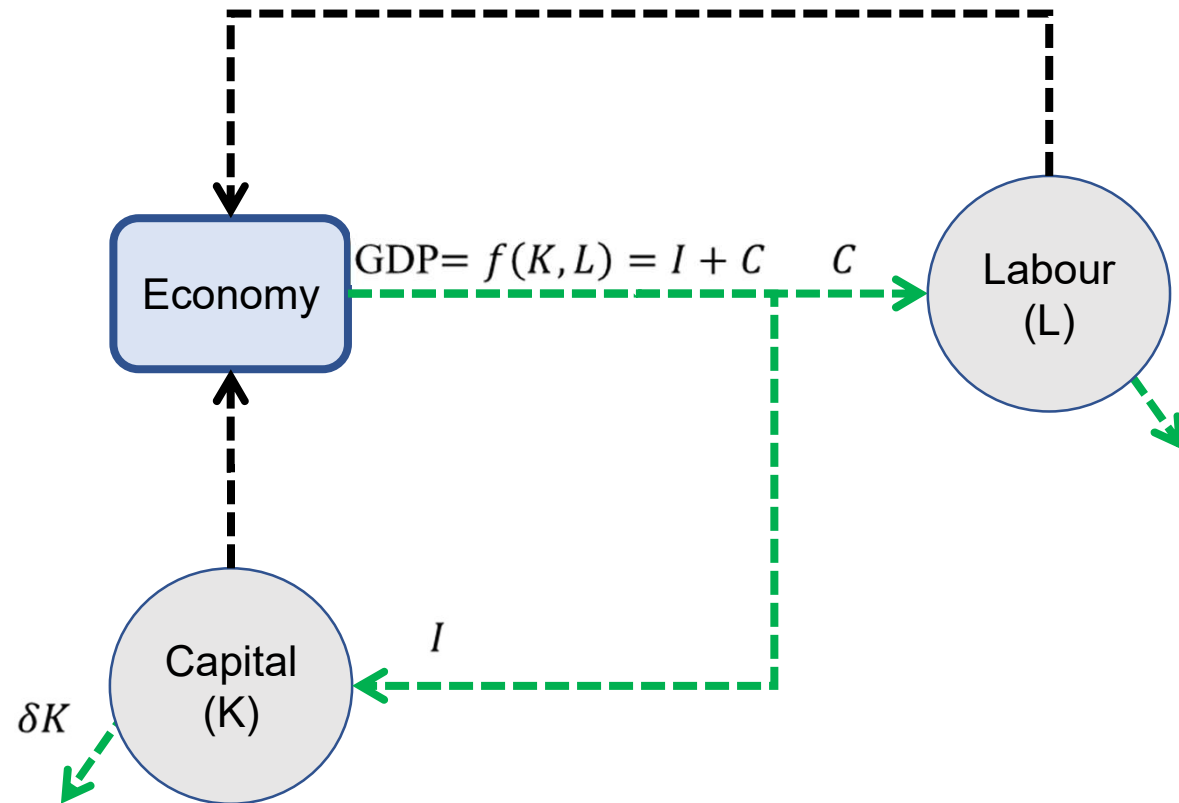 GDP= f(K, L) = I + C
C
Economy
Labour
(L)
I
Capital
(K)
δK